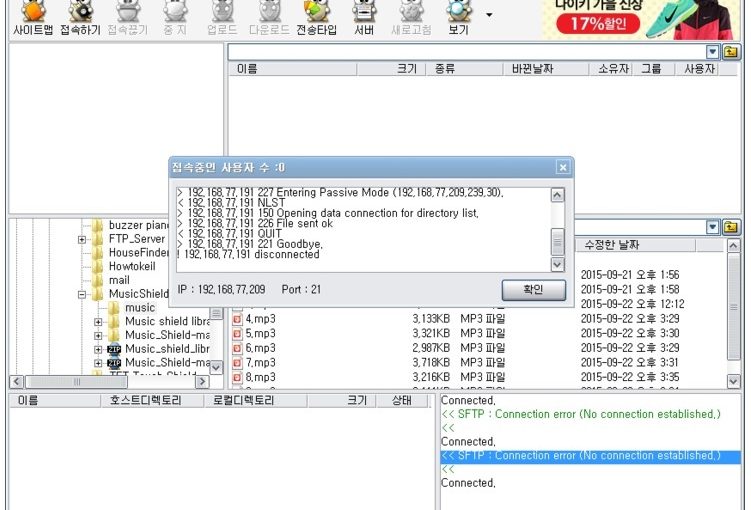 나이키 가을 신상
17%할인
사이트맵 접속하기 접속끊기 중 지 업로드 다운로드 전송타입 서버 새로고침 보기
이름 크기 종류 바뀐날짜 소유자 그룹 사용자
접속중인 사용자 수 :0
> 192,168,77,191 227 Entering Passive Mode (192,168,77,209,239,30),
< 192,168,77,191 NLST
> 192,168,77,191 150 Opening data connection for directory list,
> 192,168,77,191 226 File sent ok
< 192,168,77,191 QUIT
> 192,168,77,191 221 Goodbye,
! 192,168,77,191 disconnected
IP : 192,168,77,209 Port : 21
확인
buzzer pian
FTP_Server
HouseFinder
Howtokeil
mail
MusicShield
music
Music shield libra
Music_Shield-ma
Music_shield_libr
Music_Shield-ma
수정한 날짜
2015-09-21 오후 1:56
2015-09-21 오후 1:58
2015-09-22 오후 12:12
4,mp3 3,133KB MP3 파일 2015-09-22 오후 3:29
5,mp3 3,321KB MP3 파일 2015-09-22 오후 3:30
6,mp3 2,987KB MP3 파일 2015-09-22 오후 3:29
7,mp3 3,718KB MP3 파일 2015-09-22 오후 3:31
8,mp3 3,216KB MP3 파일 2015-09-22 오후 3:35
이름 호스트디렉토리 로컬디렉토리 크기 상태
Connected,
<< SFTP : Connection error (No connection established,)
<<
Connected,
<< SFTP : Connection error (No connection established,)
<<
Connected,